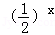 (1/2) ˣ